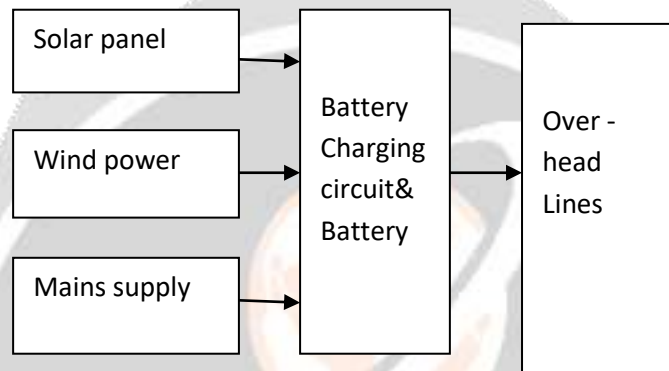 Solar panel
Wind power
Mains supply
Battery
Charging
circuit&
Battery
Over -
head
Lines